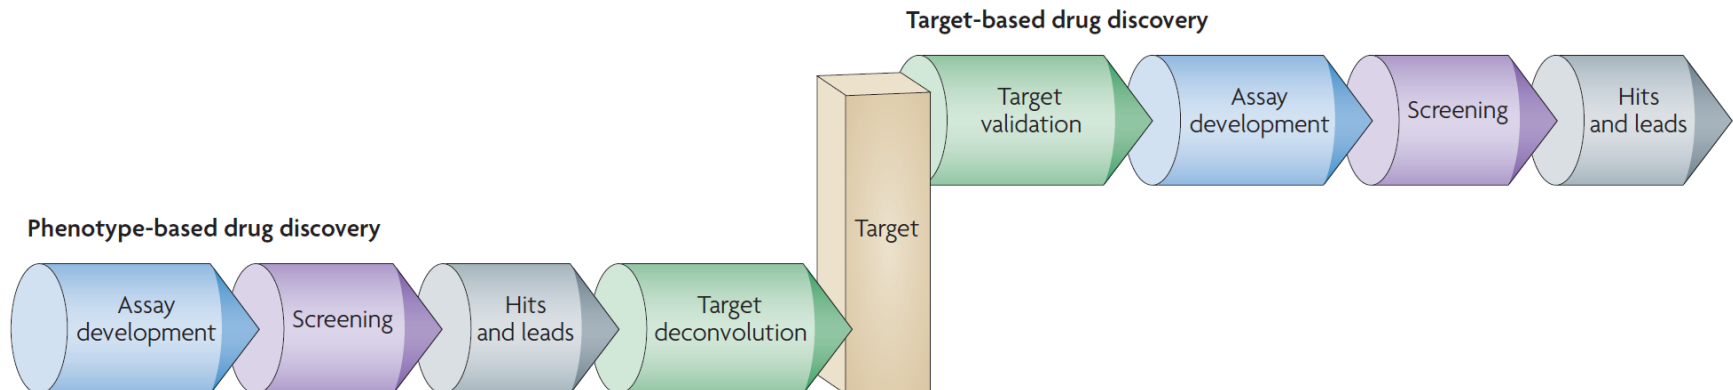 Target-based drug discovery
Target
validation
Assay
development
Screening
Hits
and leads
Target
Phenotype-based drug discovery
Assay
development
Screening
Hits
and leads
Target
deconvolution